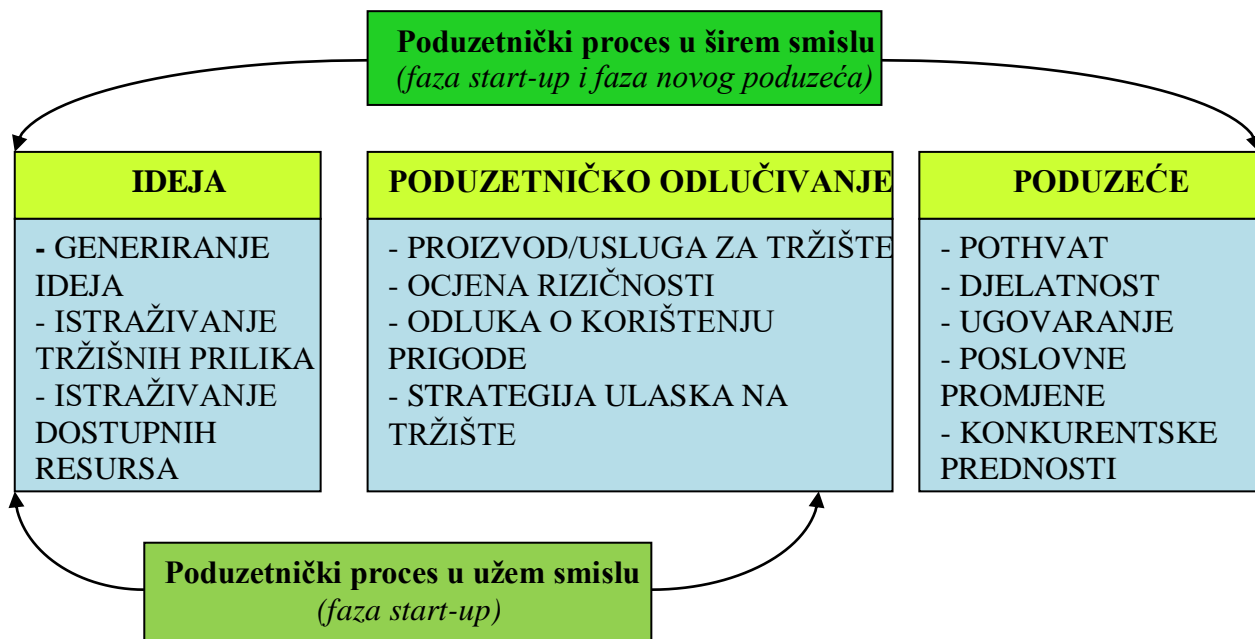 Poduzetnički proces u širem smislu
(faza start-up i faza novog poduzeća)
IDEJA
- GENERIRANJE
IDEJA
- ISTRAŽIVANJE
TRŽIŠNIH PRILIKA
- ISTRAŽIVANJE
DOSTUPNIH
RESURSA
PODUZETNIČKO ODLUČIVANJE
- PROIZVOD/USLUGA ZA TRŽIŠTE
- OCJENA RIZIČNOSTI
- ODLUKA O KORIŠTENJU
PRIGODE
- STRATEGIJA ULASKA NA
TRŽIŠTE
PODUZEĆE
- POTHVAT
- DJELATNOST
- UGOVARANJE
- POSLOVNE
PROMJENE
- KONKURENTSKE
PREDNOSTI
Poduzetnički proces u užem smislu
(faza start-up)